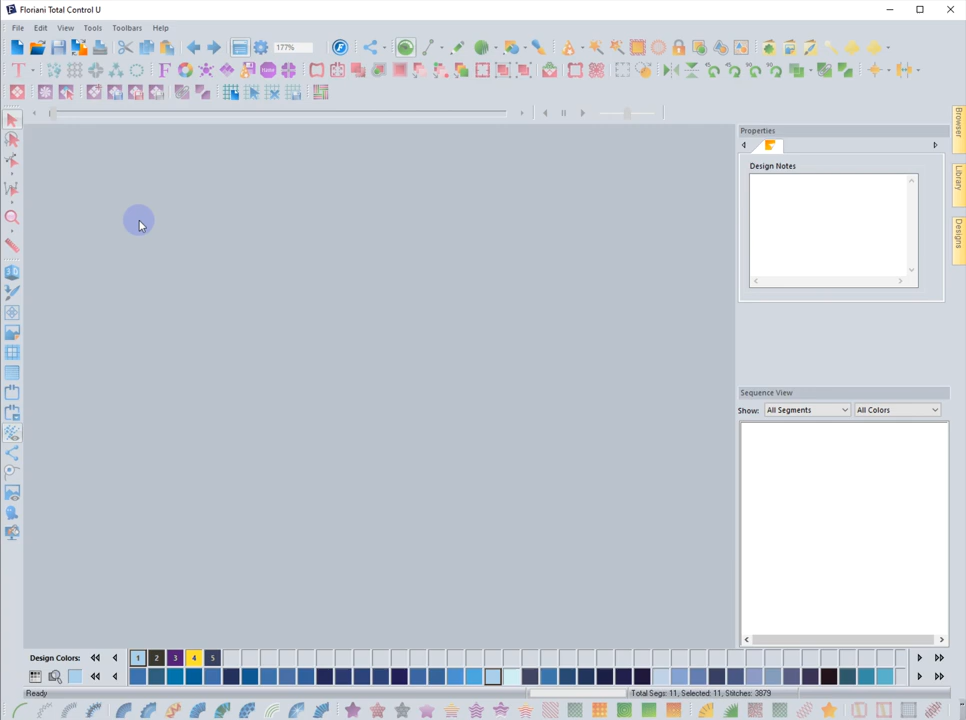 Floriani Total Control U
File Edit View Tools Toolbars Help
177%
Properties
Browser
Library
Designs
Design Notes
Sequence View
Show: All Segments All Colors
Design Colors: 1 2 3 4 5
Ready Total Segs: 11, Selected: 11, Stitches: 3879